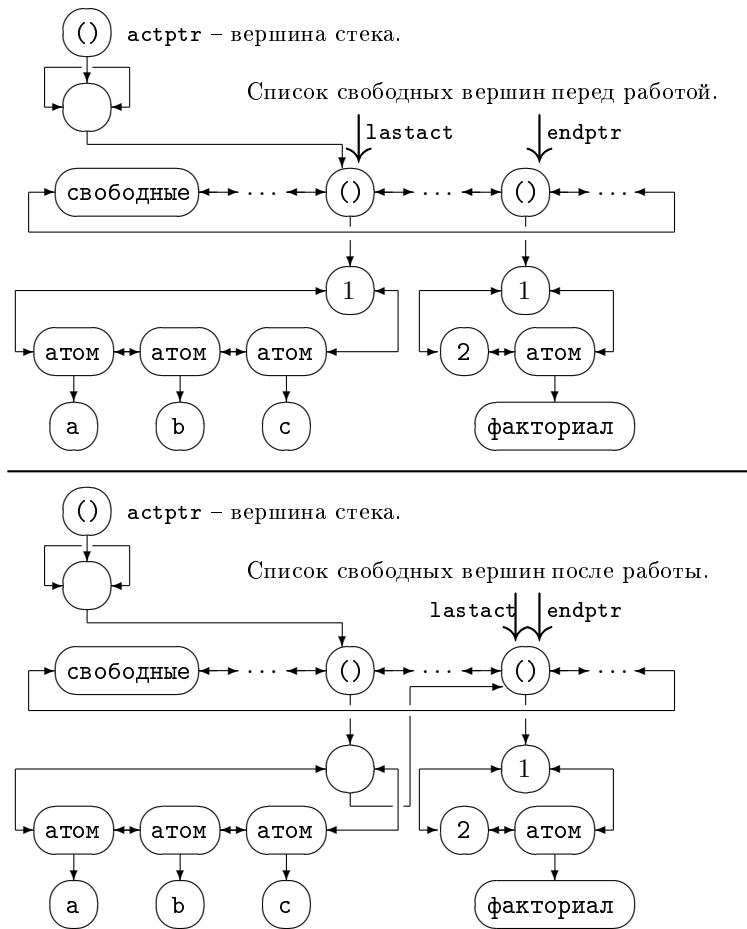 () actptr – вершина стека.
Список свободных вершин перед работой.
lastact endptr
свободные ... () ... () ...
1 1
атом атом атом 2 атом
a b c факториал
() actptr – вершина стека.
Список свободных вершин после работы.
lastact endptr
свободные ... () ... () ...
1
атом атом атом 2 атом
a b c факториал